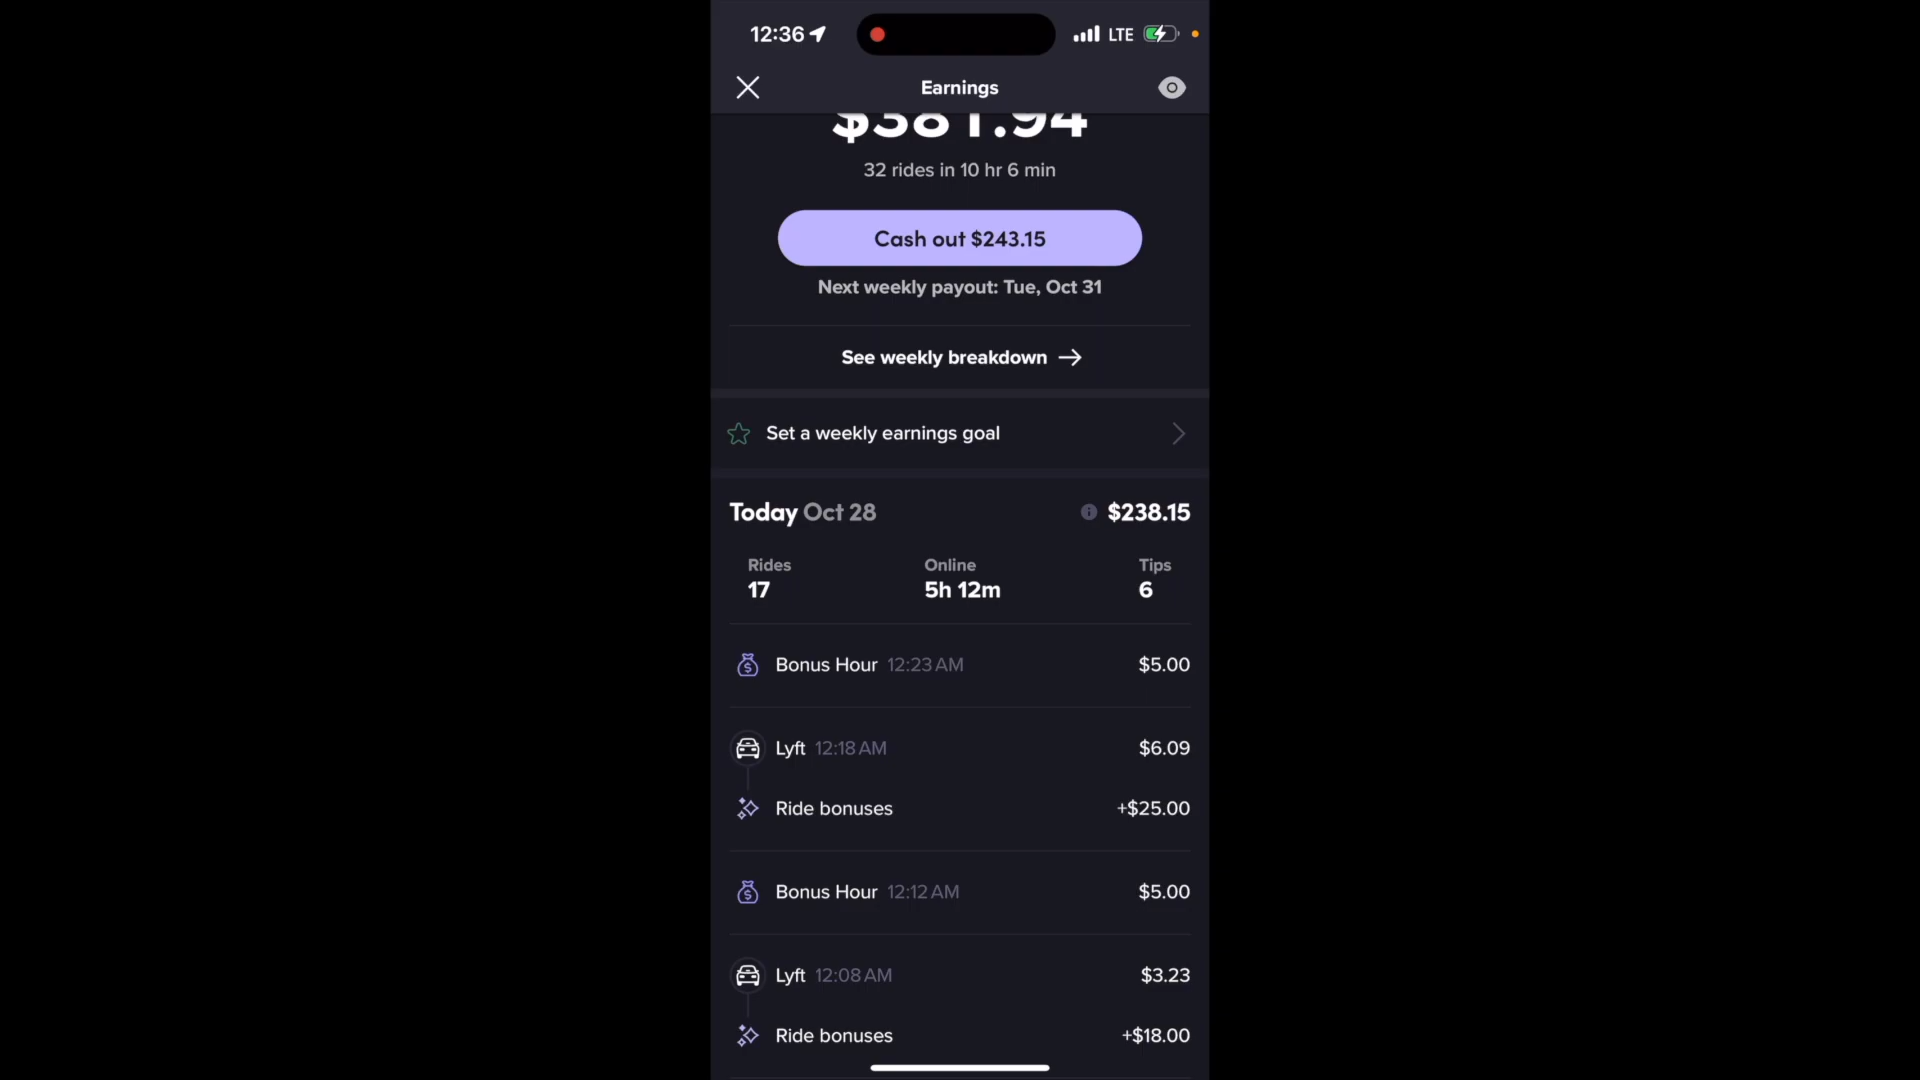 12:36
LTE
Earnings
$381.94
32 rides in 10 hr 6 min
Cash out $243.15
Next weekly payout: Tue, Oct 31
See weekly breakdown
Set a weekly earnings goal
Today Oct 28 $238.15
Rides Online Tips
17 5h 12m 6
Bonus Hour 12:23 AM $5.00
Lyft 12:18 AM $6.09
Ride bonuses +$25.00
Bonus Hour 12:12 AM $5.00
Lyft 12:08 AM $3.23
Ride bonuses +$18.00